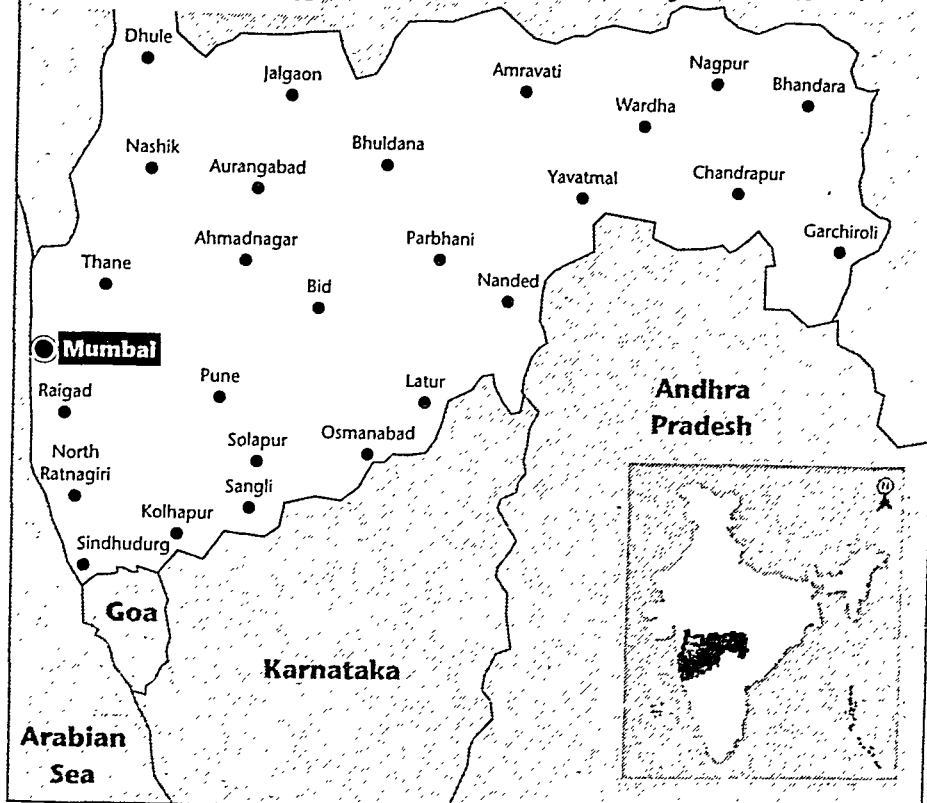 Dhule
Jalgaon
Amravati
Nagpur
Bhandara
Wardha
Nashik
Aurangabad
Bhuldana
Yavatmal
Chandrapur
Ahmadnagar
Parbhani
Garchiroli
Thane
Bid
Nanded
Mumbai
Raigad
Pune
Latur
Andhra
Pradesh
North
Ratnagiri
Solapur
Osmanabad
Sangli
Kolhapur
Sindhudurg
Goa
Karnataka
Arabian
Sea
N